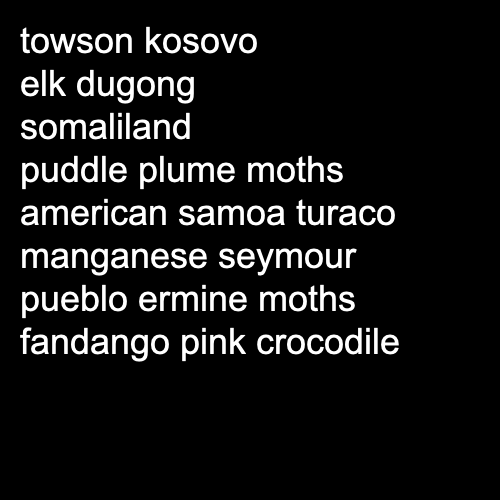 towson kosovo
elk dugong
somaliland
puddle plume moths
american samoa turaco
manganese seymour
pueblo ermine moths
fandango pink crocodile